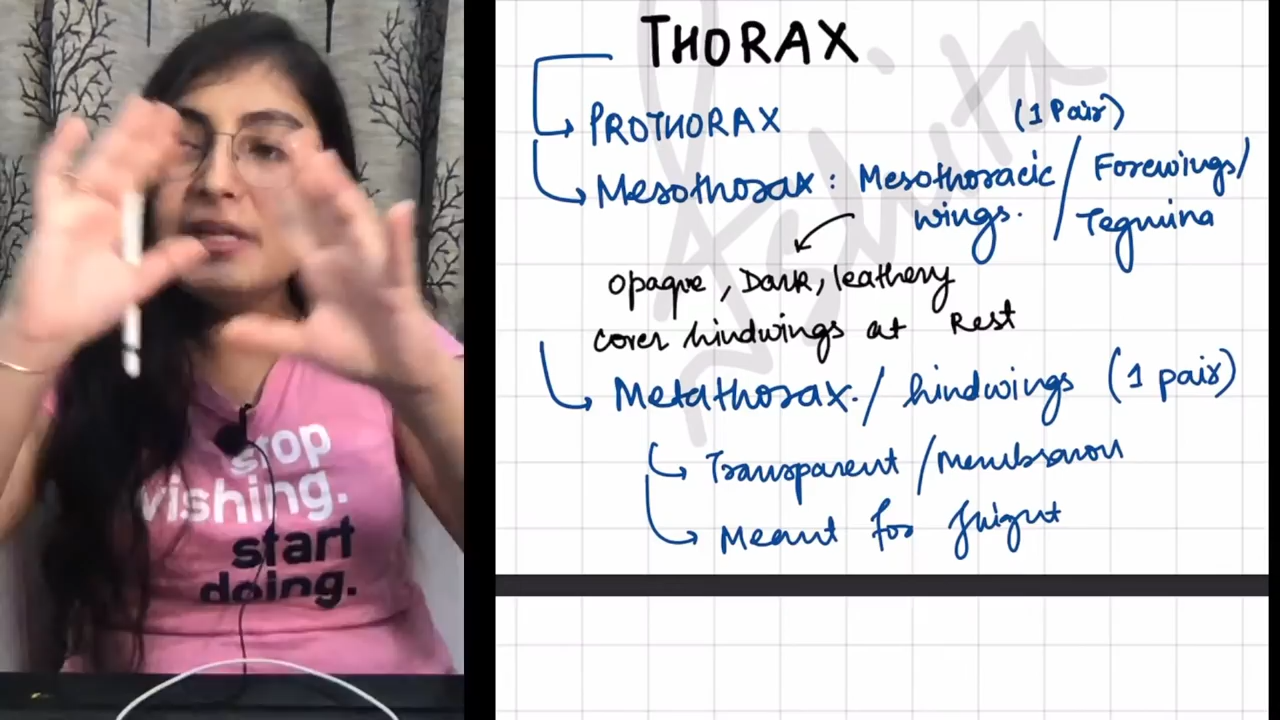 stop
wishing.
start
doing.
THORAX
PROTHORAX
(1 Pair)
Mesothorax : Mesothoracic / Forewings/
wings. / Tegmina
opaque, Dark, leathery
cover hindwings at Rest
Metathorax. / hindwings (1 pair)
Transparent / Membranous
Meant for flight
Ashita